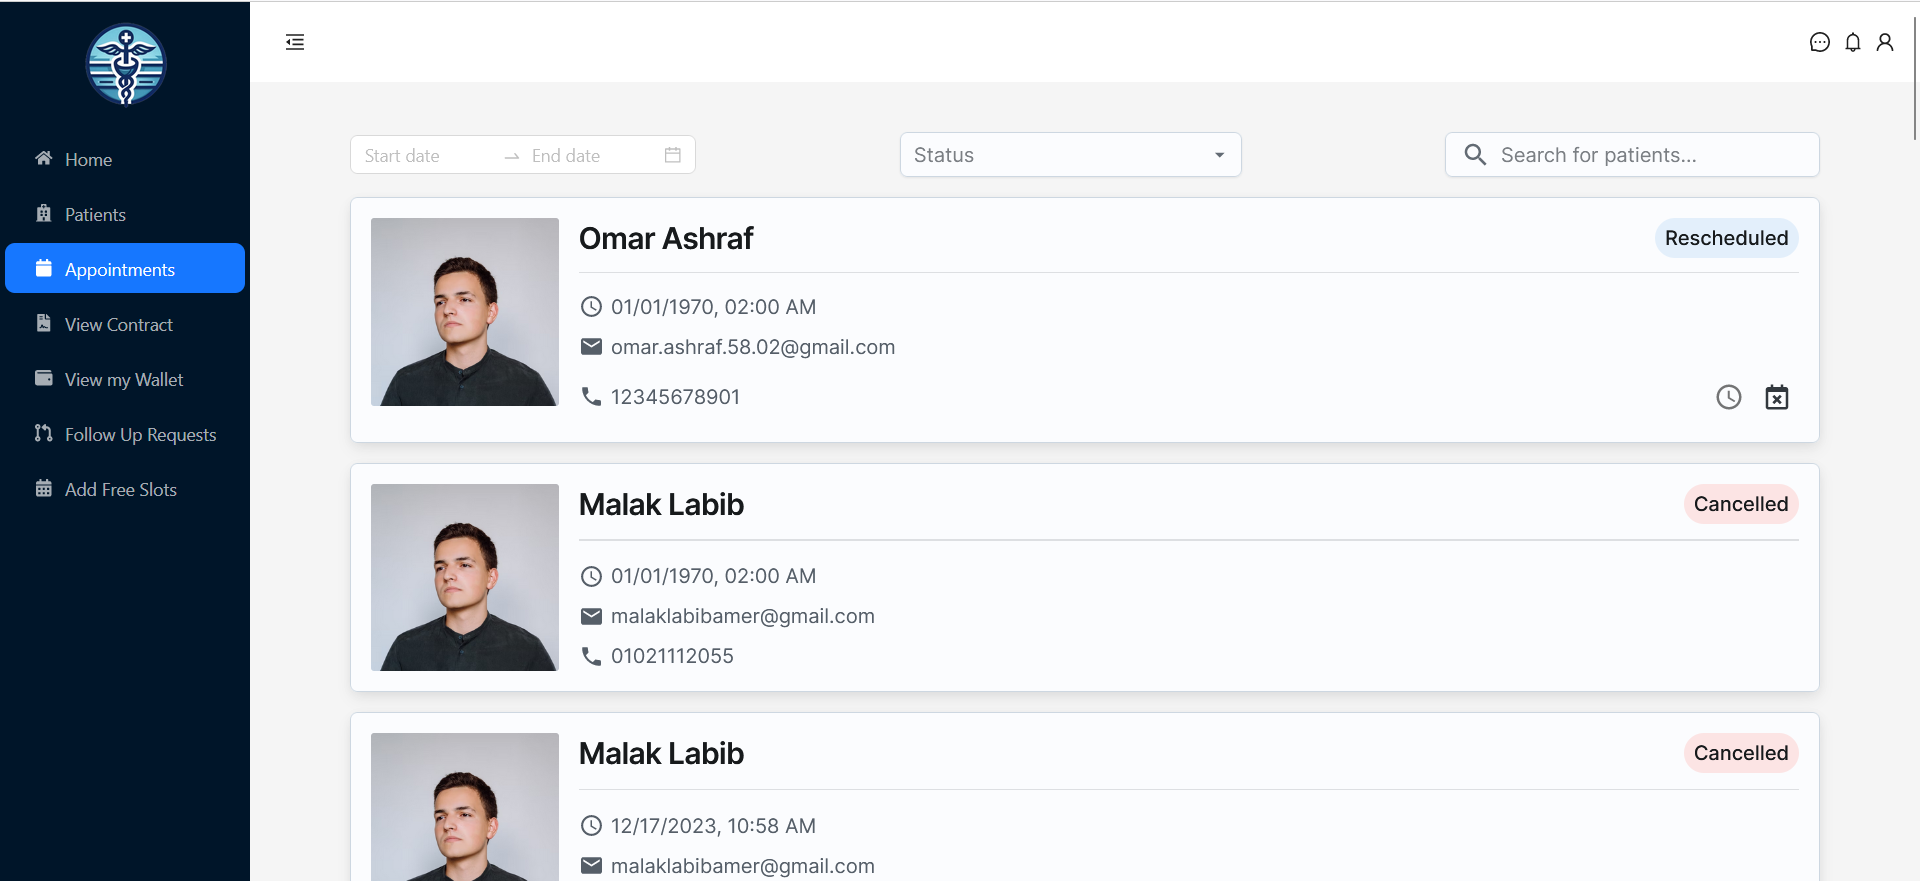 Home
Patients
Appointments
View Contract
View my Wallet
Follow Up Requests
Add Free Slots
Start date
End date
Status
Search for patients...
Omar Ashraf
Rescheduled
01/01/1970, 02:00 AM
omar.ashraf.58.02@gmail.com
12345678901
Malak Labib
Cancelled
01/01/1970, 02:00 AM
malaklabibamer@gmail.com
01021112055
Malak Labib
Cancelled
12/17/2023, 10:58 AM
malaklabibamer@gmail.com